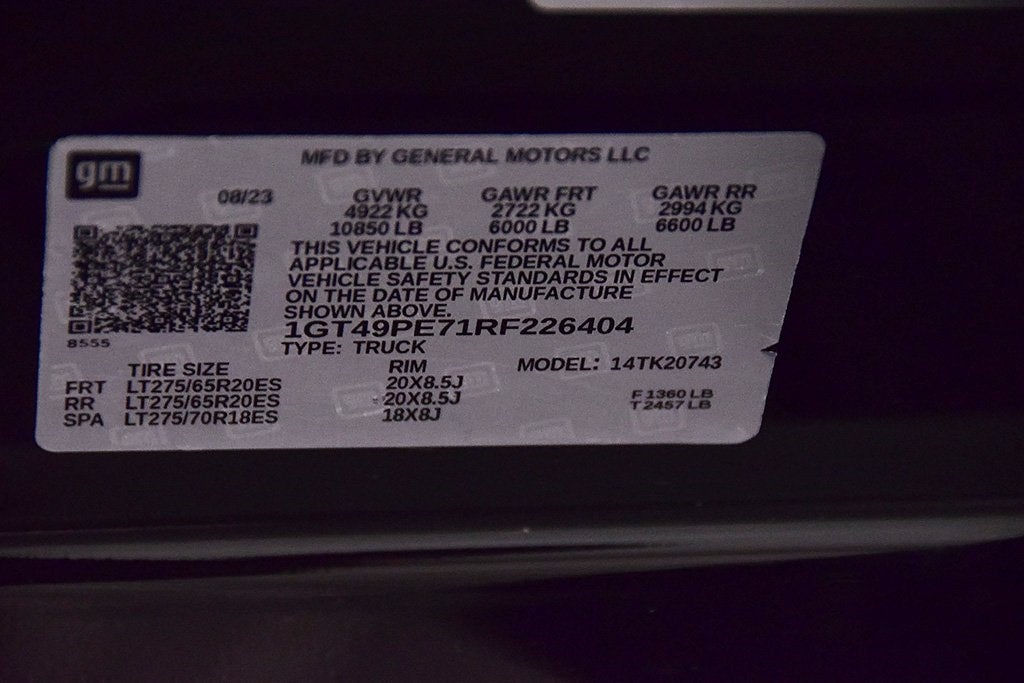 gm
MFD BY GENERAL MOTORS LLC
08/23 GVWR GAWR FRT GAWR RR
4922 KG 2722 KG 2994 KG
10850 LB 6000 LB 6600 LB
THIS VEHICLE CONFORMS TO ALL
APPLICABLE U.S. FEDERAL MOTOR
VEHICLE SAFETY STANDARDS IN EFFECT
ON THE DATE OF MANUFACTURE
SHOWN ABOVE.
1GT49PE71RF226404
8555
TYPE: TRUCK
TIRE SIZE RIM MODEL: 14TK20743
FRT LT275/65R20ES 20X8.5J
RR LT275/65R20ES 20X8.5J
SPA LT275/70R18ES 18X8J
F 1360 LB
T 2457 LB